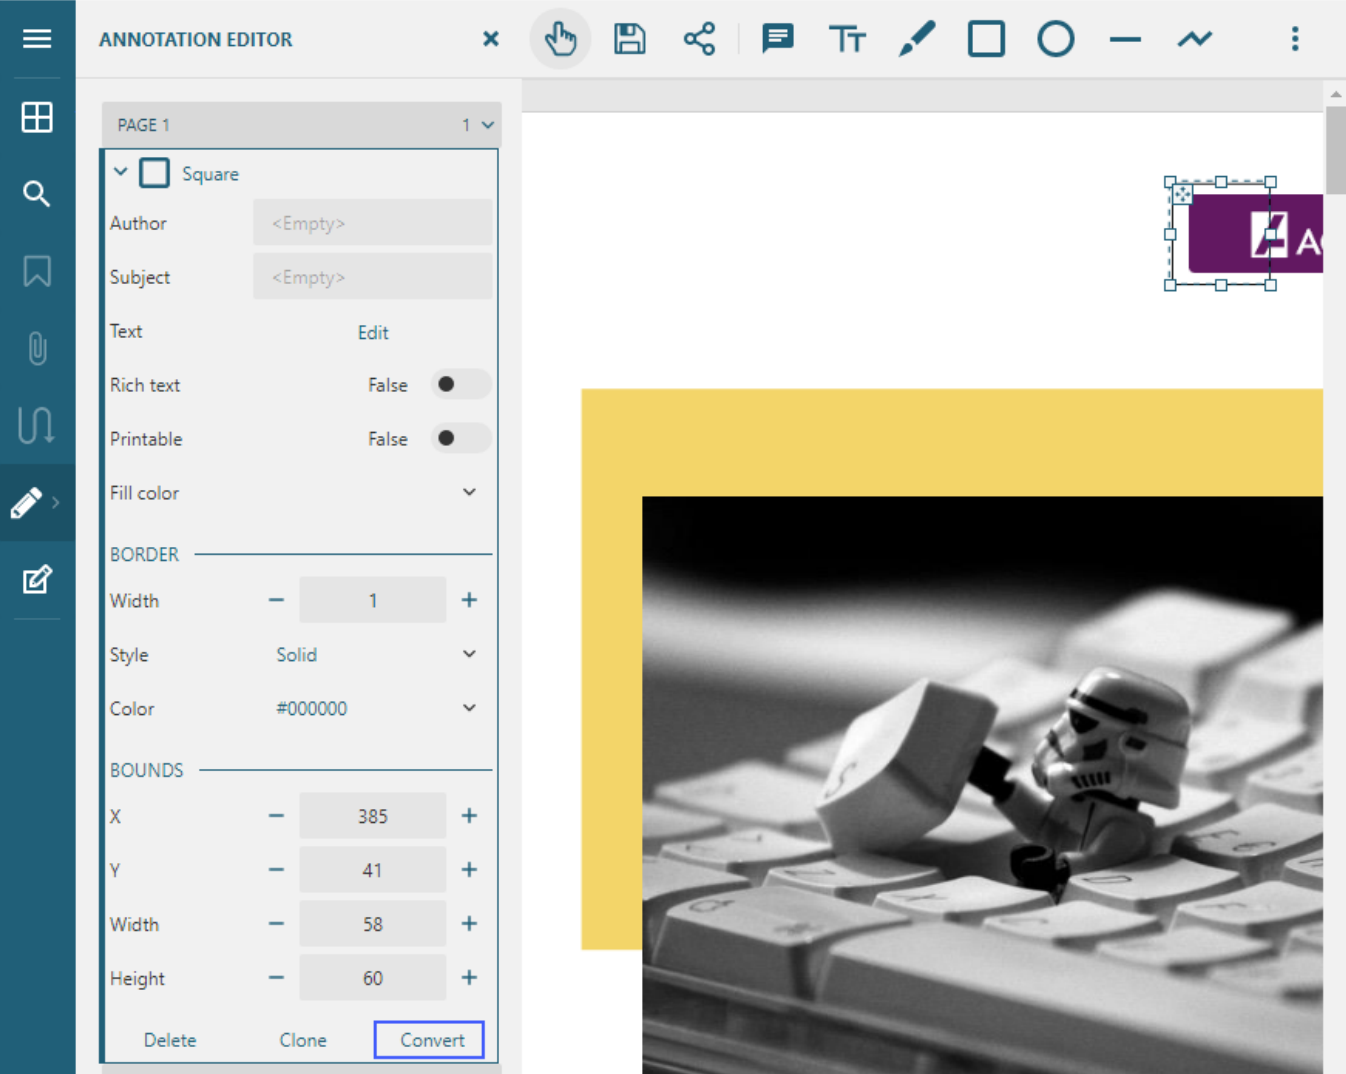 ANNOTATION EDITOR
PAGE 1 1
Square
Author <Empty>
Subject <Empty>
Text Edit
Rich text False
Printable False
Fill color
BORDER
Width 1
Style Solid
Color #000000
BOUNDS
X 385
Y 41
Width 58
Height 60
Delete Clone Convert